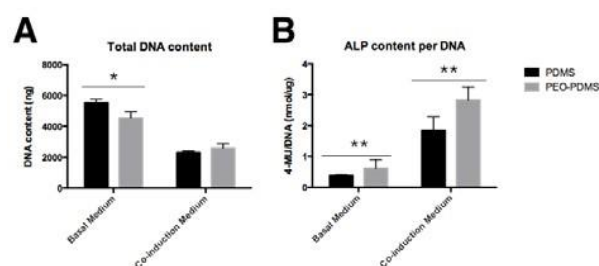 A
Total DNA content
DNA content (ng)
8000
6000
4000
2000
0
*
Basal Medium
Co-induction Medium
B
ALP content per DNA
4-MU/DNA (nmol/ug)
4
3
2
1
0
**
**
Basal Medium
Co-induction Medium
PDMS
PEO-PDMS